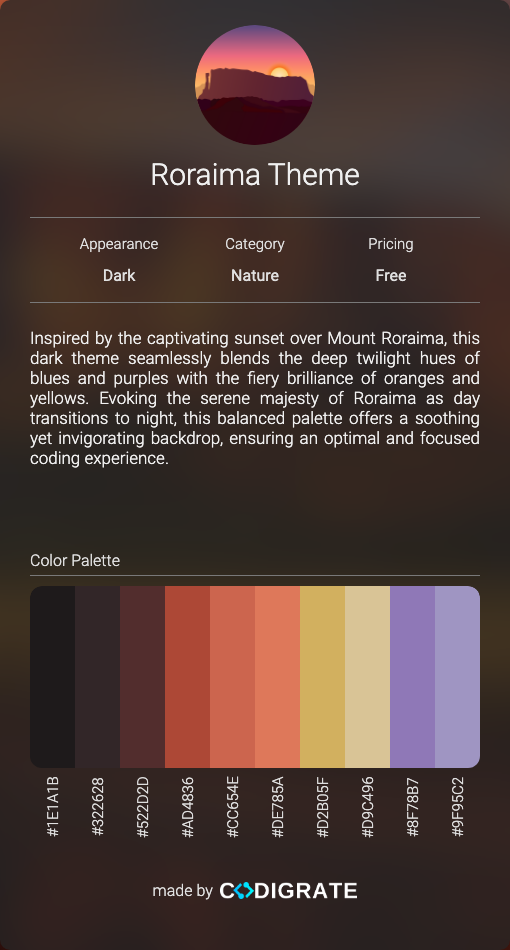 Roraima Theme
Appearance Category Pricing
Dark Nature Free
Inspired by the captivating sunset over Mount Roraima, this
dark theme seamlessly blends the deep twilight hues of
blues and purples with the fiery brilliance of oranges and
yellows. Evoking the serene majesty of Roraima as day
transitions to night, this balanced palette offers a soothing
yet invigorating backdrop, ensuring an optimal and focused
coding experience.
Color Palette
#1E1A1B
#322628
#522D2D
#AD4836
#CC654E
#DE785A
#D2B05F
#D9C496
#8F78B7
#9F95C2
made by CODIGRATE